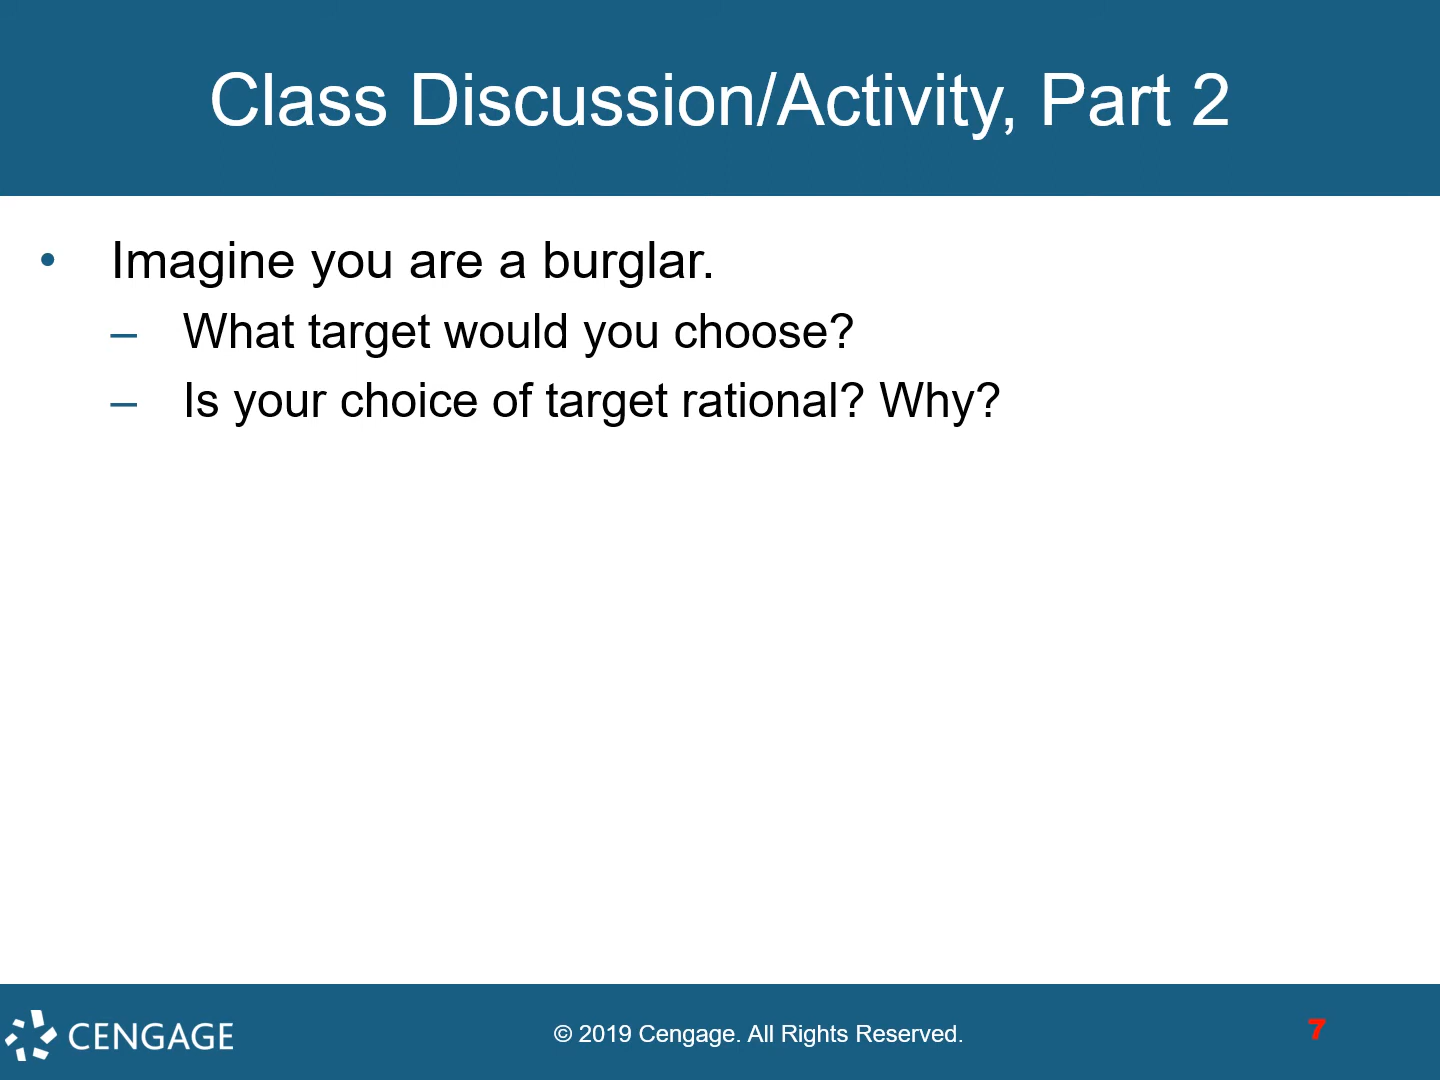 Class Discussion/Activity, Part 2
• Imagine you are a burglar.
– What target would you choose?
– Is your choice of target rational? Why?
CENGAGE
© 2019 Cengage. All Rights Reserved.
7